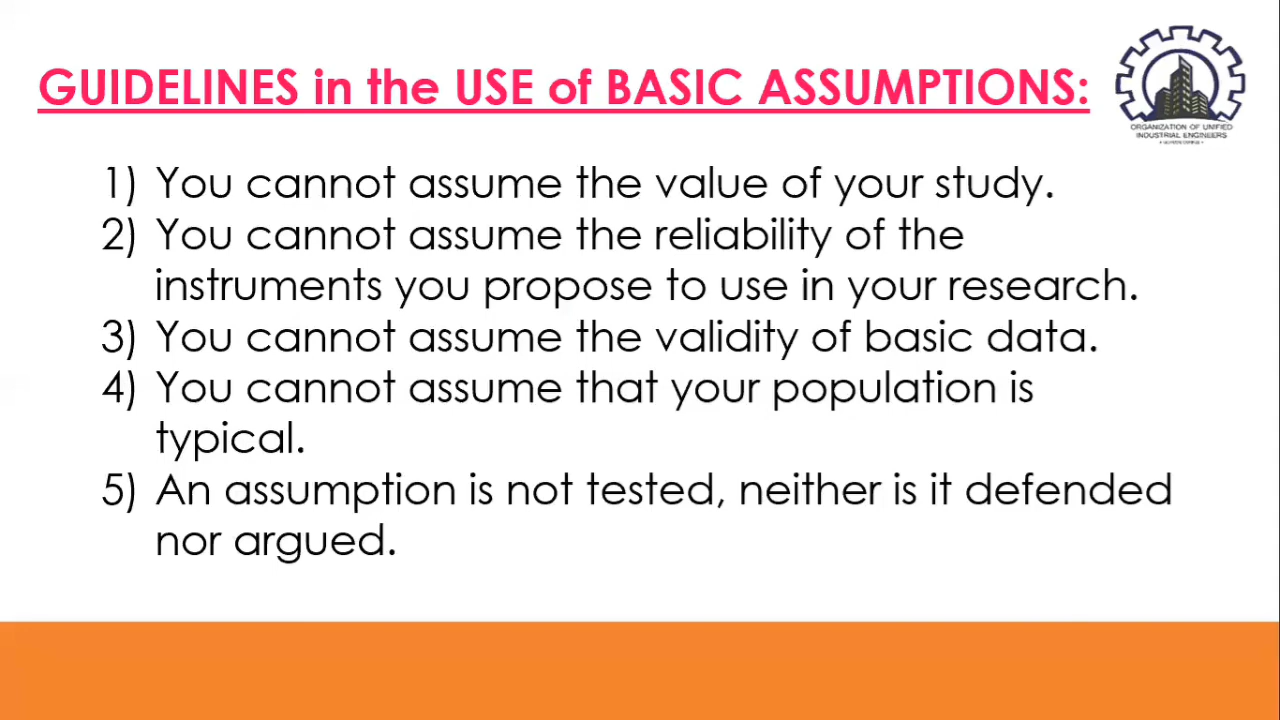 GUIDELINES in the USE of BASIC ASSUMPTIONS:
ORGANIZATION OF UNIFIED
INDUSTRIAL ENGINEERS
1) You cannot assume the value of your study.
2) You cannot assume the reliability of the
instruments you propose to use in your research.
3) You cannot assume the validity of basic data.
4) You cannot assume that your population is
typical.
5) An assumption is not tested, neither is it defended
nor argued.